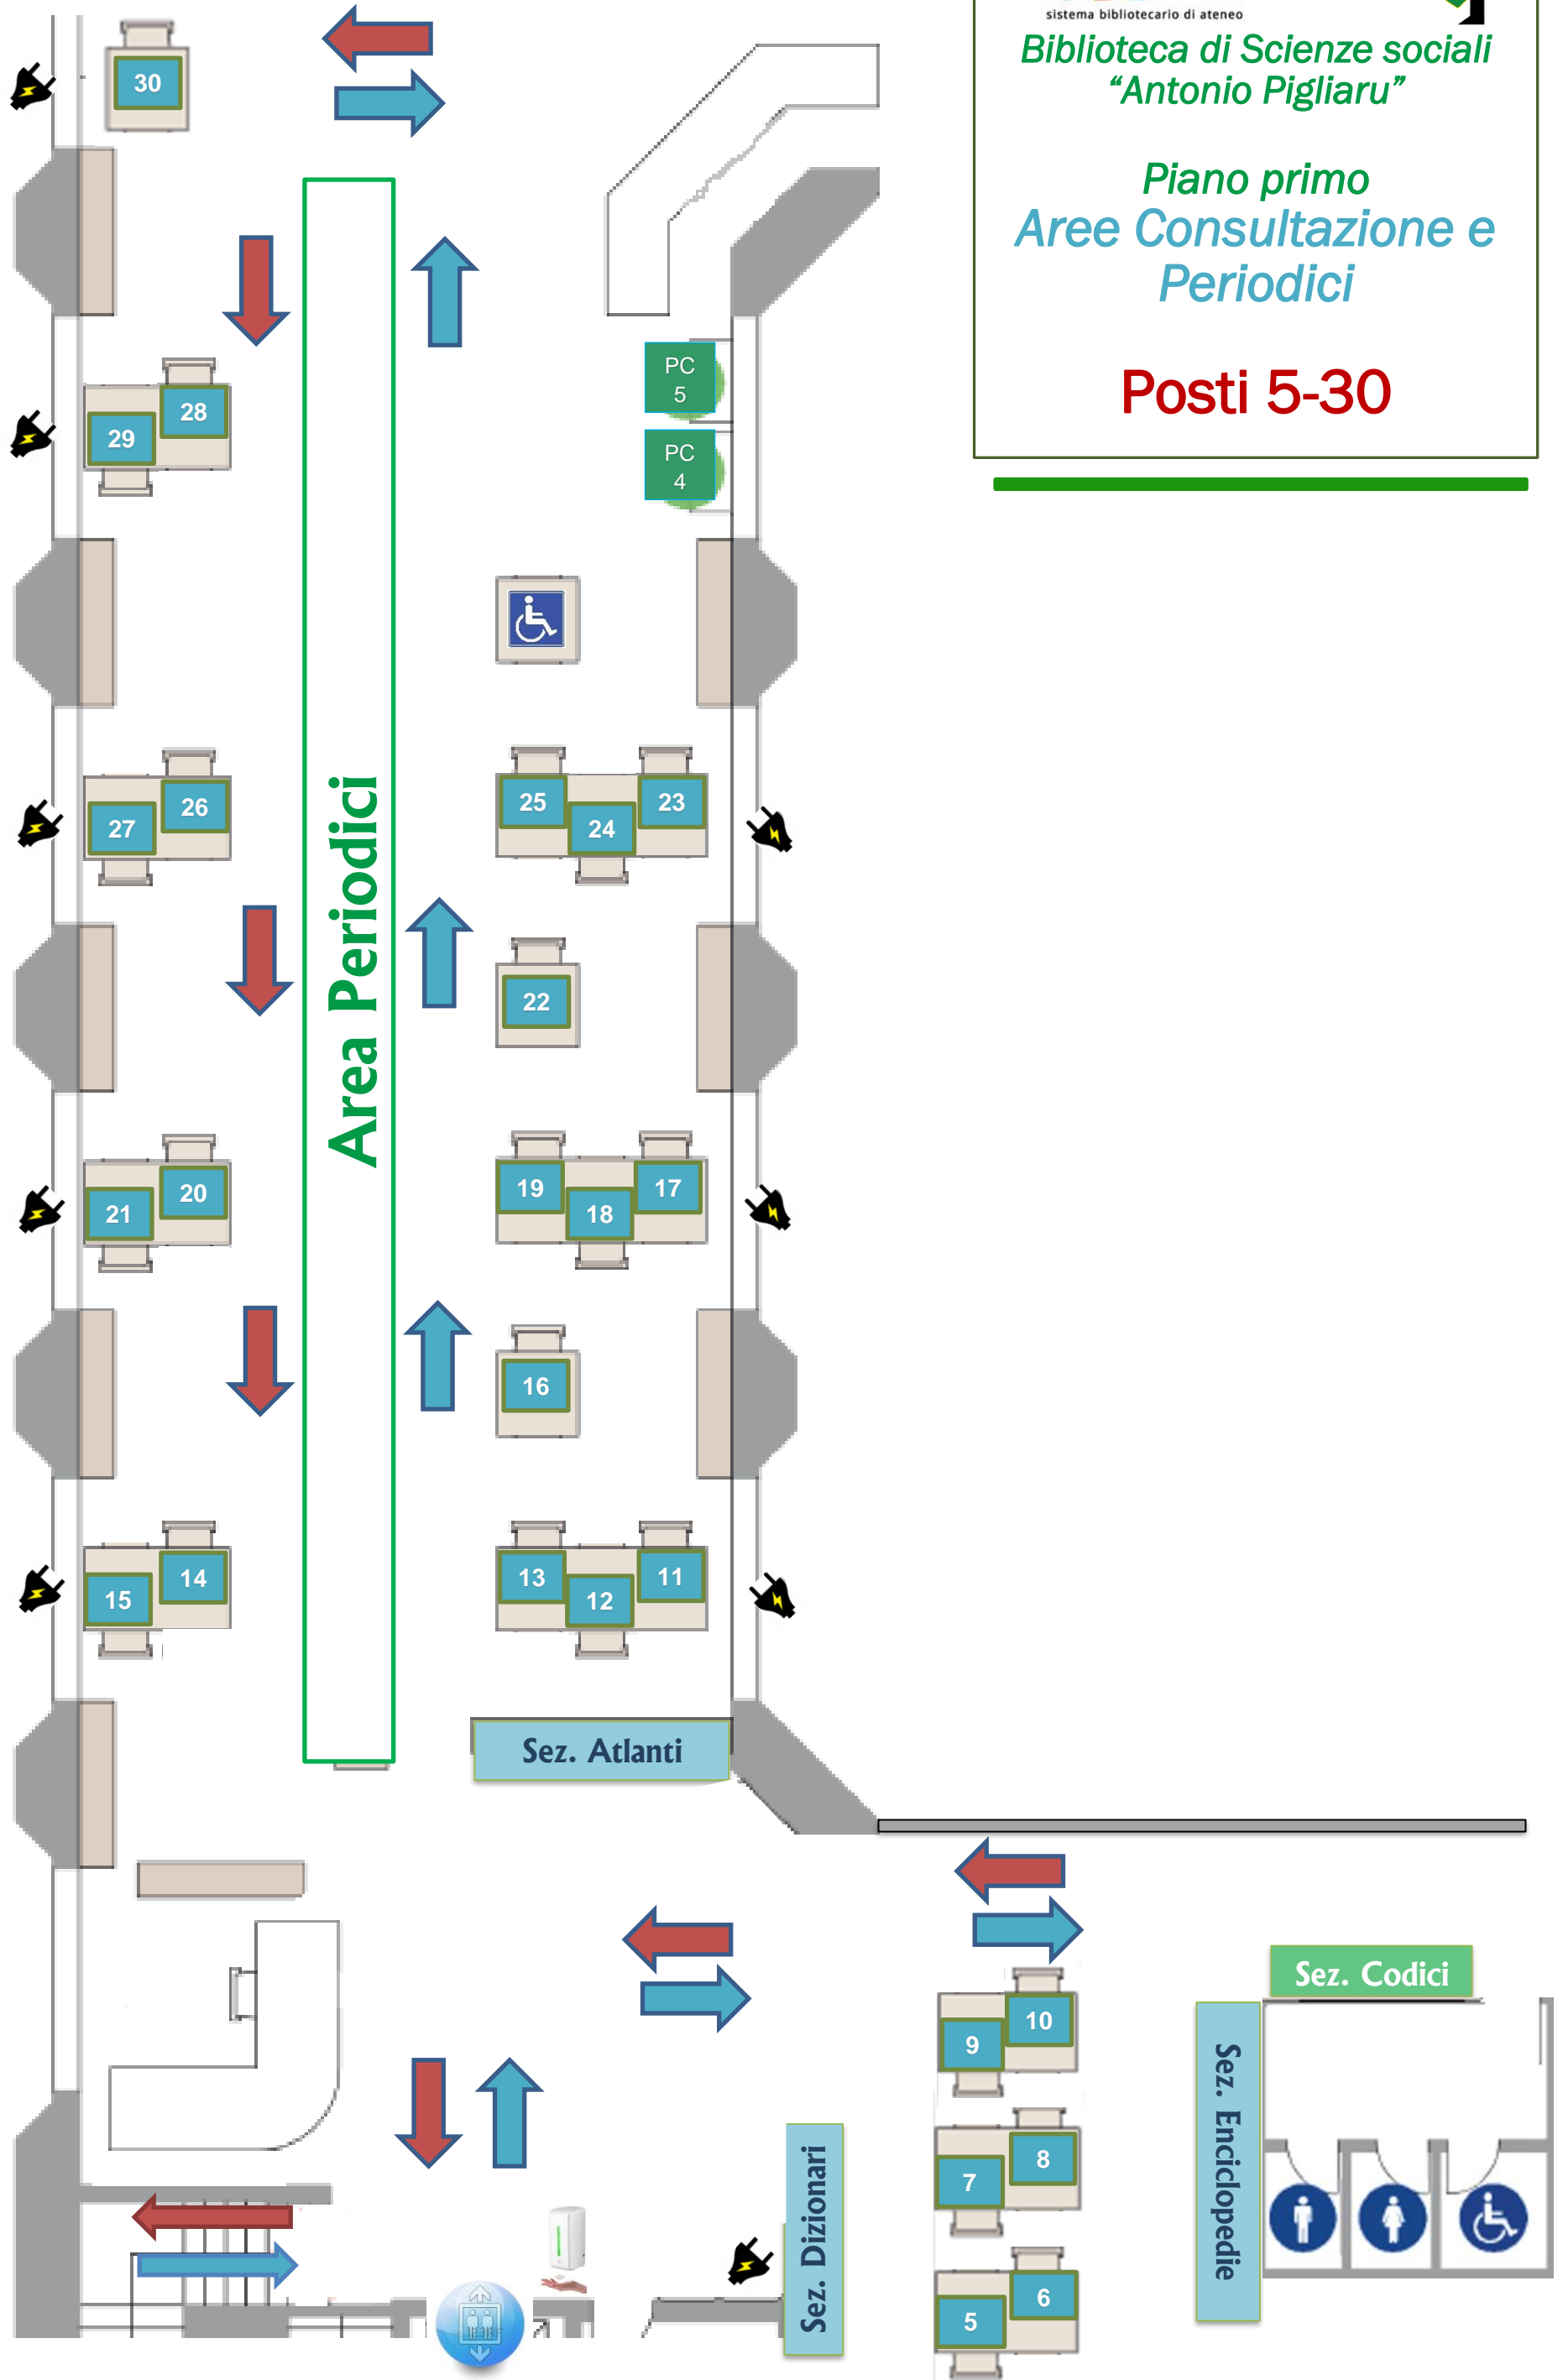 sistema bibliotecario di ateneo
Biblioteca di Scienze sociali
“Antonio Pigliaru”
Piano primo
Aree Consultazione e
Periodici
Posti 5-30
30
28
29
PC
5
PC
4
26
27
25
24
23
Area Periodici
22
20
21
19
18
17
16
14
15
13
12
11
Sez. Atlanti
Sez. Codici
10
9
8
7
6
5
Sez. Enciclopedie
Sez. Dizionari